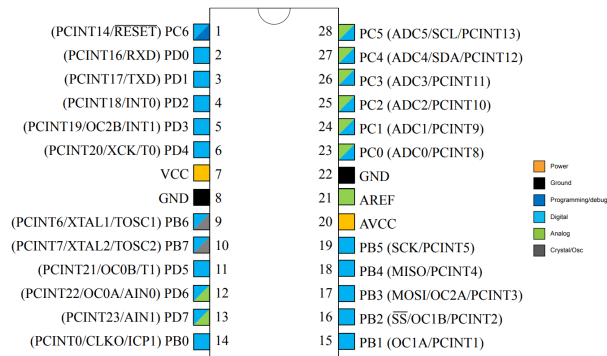 (PCINT14/RESET) PC6 1
(PCINT16/RXD) PD0 2
(PCINT17/TXD) PD1 3
(PCINT18/INT0) PD2 4
(PCINT19/OC2B/INT1) PD3 5
(PCINT20/XCK/T0) PD4 6
VCC 7
GND 8
(PCINT6/XTAL1/TOSC1) PB6 9
(PCINT7/XTAL2/TOSC2) PB7 10
(PCINT21/OC0B/T1) PD5 11
(PCINT22/OC0A/AIN0) PD6 12
(PCINT23/AIN1) PD7 13
(PCINT0/CLKO/ICP1) PB0 14
28 PC5 (ADC5/SCL/PCINT13)
27 PC4 (ADC4/SDA/PCINT12)
26 PC3 (ADC3/PCINT11)
25 PC2 (ADC2/PCINT10)
24 PC1 (ADC1/PCINT9)
23 PC0 (ADC0/PCINT8)
22 GND
21 AREF
20 AVCC
19 PB5 (SCK/PCINT5)
18 PB4 (MISO/PCINT4)
17 PB3 (MOSI/OC2A/PCINT3)
16 PB2 (SS/OC1B/PCINT2)
15 PB1 (OC1A/PCINT1)
Power
Ground
Programming/debug
Digital
Analog
Crystal/Osc